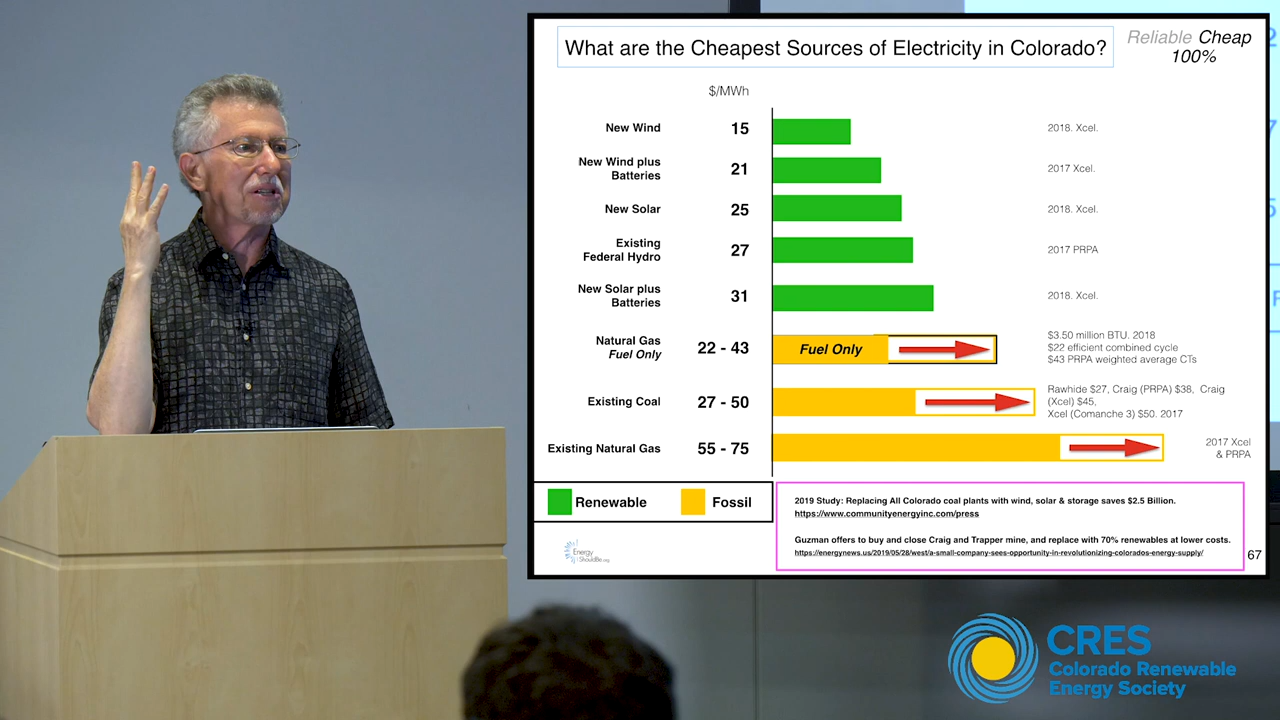 What are the Cheapest Sources of Electricity in Colorado?
Reliable Cheap
100%
$/MWh
New Wind 15 2018. Xcel.
New Wind plus
Batteries 21 2017 Xcel.
New Solar 25 2018. Xcel.
Existing
Federal Hydro 27 2017 PRPA
New Solar plus
Batteries 31 2018. Xcel.
Natural Gas
Fuel Only 22 - 43 Fuel Only
$3.50 million BTU. 2018
$22 efficient combined cycle
$43 PRPA weighted average CTs
Existing Coal 27 - 50
Rawhide $27, Craig (PRPA) $38, Craig
(Xcel) $45,
Xcel (Comanche 3) $50. 2017
Existing Natural Gas 55 - 75
2017 Xcel
& PRPA
Renewable Fossil
2019 Study: Replacing All Colorado coal plants with wind, solar & storage saves $2.5 Billion.
https://www.communityenergyinc.com/press
Guzman offers to buy and close Craig and Trapper mine, and replace with 70% renewables at lower costs.
https://energynews.us/2019/05/28/west/a-small-company-sees-opportunity-in-revolutionizing-colorados-energy-supply/
Energy
iShouldBe.org
67
CRES
Colorado Renewable
Energy Society